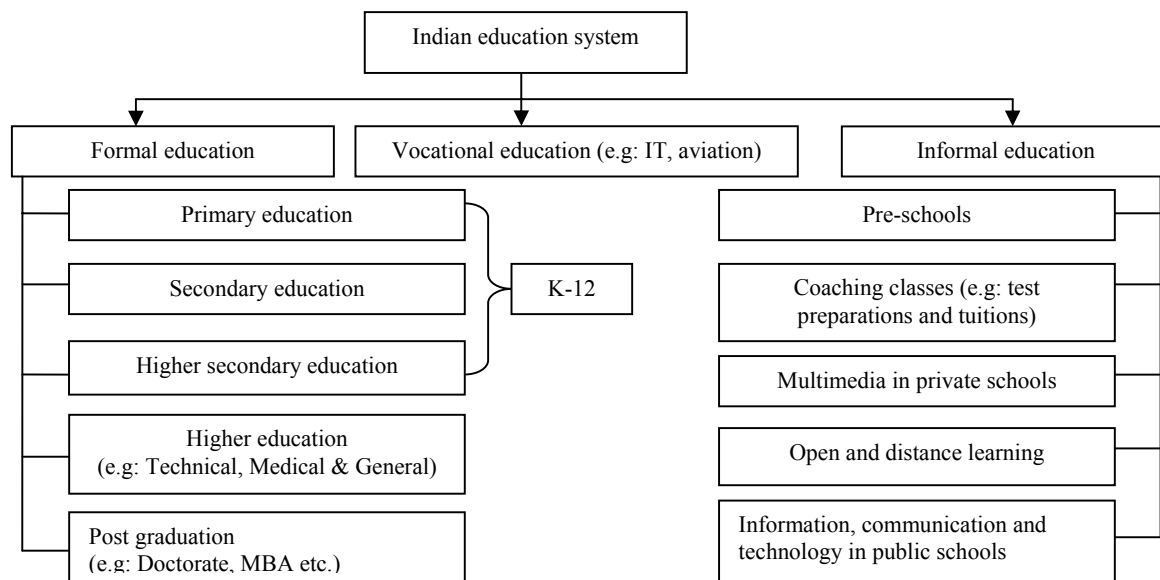 Indian education system
Formal education
Vocational education (e.g: IT, aviation)
Informal education
Primary education
Secondary education
Higher secondary education
K-12
Higher education
(e.g: Technical, Medical & General)
Post graduation
(e.g: Doctorate, MBA etc.)
Pre-schools
Coaching classes (e.g: test
preparations and tuitions)
Multimedia in private schools
Open and distance learning
Information, communication and
technology in public schools